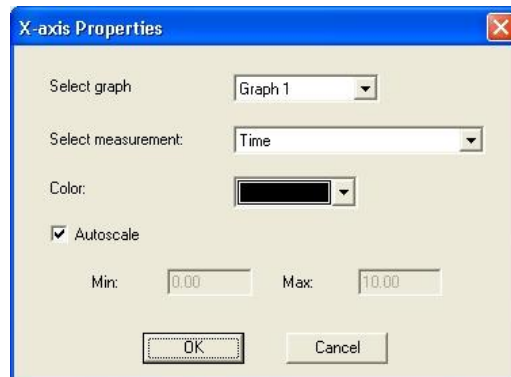 X-axis Properties
Select graph Graph 1
Select measurement: Time
Color:
Autoscale
Min: 0.00 Max: 10.00
OK Cancel